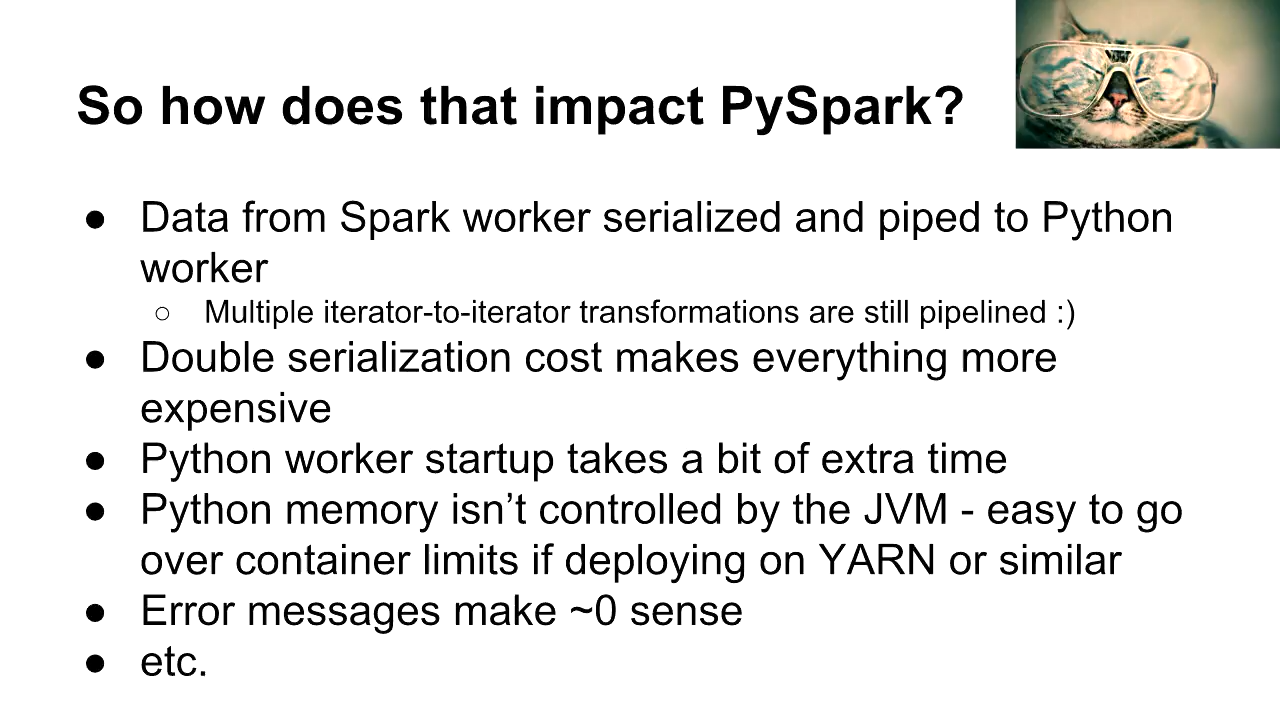 So how does that impact PySpark?
● Data from Spark worker serialized and piped to Python
worker
○ Multiple iterator-to-iterator transformations are still pipelined :)
● Double serialization cost makes everything more
expensive
● Python worker startup takes a bit of extra time
● Python memory isn’t controlled by the JVM - easy to go
over container limits if deploying on YARN or similar
● Error messages make ~0 sense
● etc.